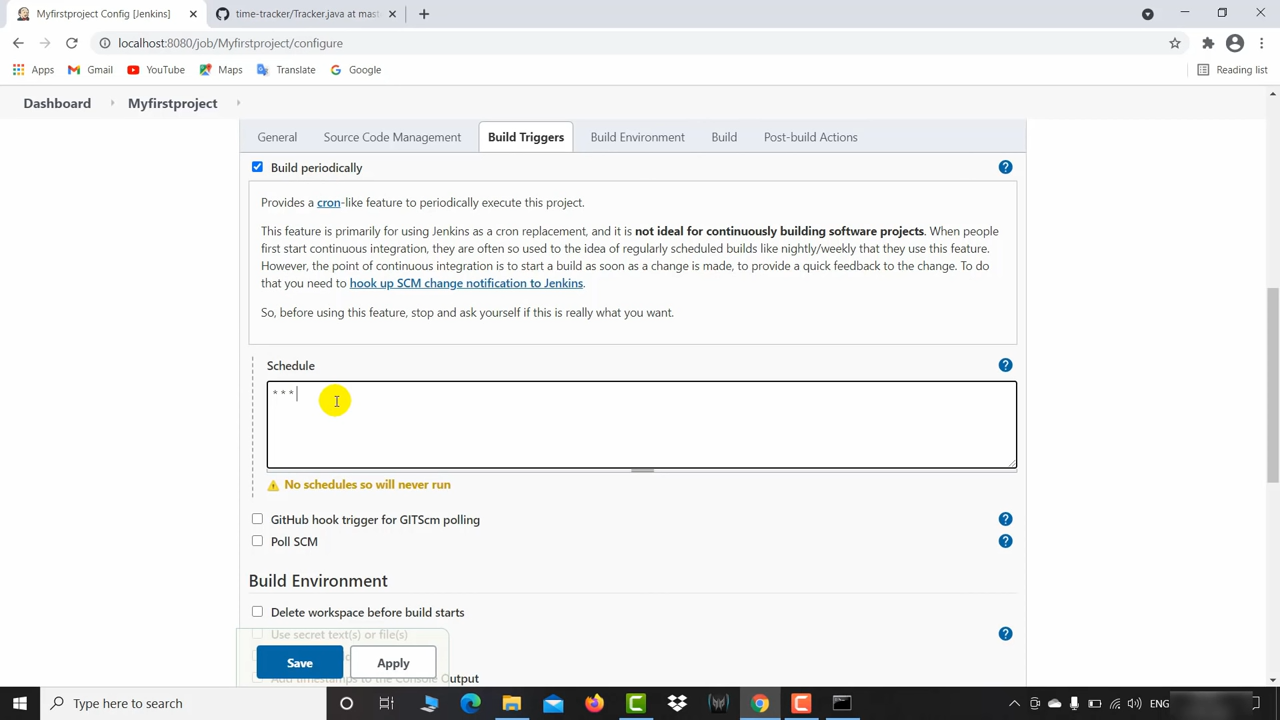 Myfirstproject Config [Jenkins]
time-tracker/Tracker.java at mast
localhost:8080/job/Myfirstproject/configure
Apps Gmail YouTube Maps Translate Google Reading list
Dashboard Myfirstproject
General Source Code Management Build Triggers Build Environment Build Post-build Actions
Build periodically
Provides a cron-like feature to periodically execute this project.
This feature is primarily for using Jenkins as a cron replacement, and it is not ideal for continuously building software projects. When people
first start continuous integration, they are often so used to the idea of regularly scheduled builds like nightly/weekly that they use this feature.
However, the point of continuous integration is to start a build as soon as a change is made, to provide a quick feedback to the change. To do
that you need to hook up SCM change notification to Jenkins.
So, before using this feature, stop and ask yourself if this is really what you want.
Schedule
* * *
No schedules so will never run
GitHub hook trigger for GITScm polling
Poll SCM
Build Environment
Delete workspace before build starts
Use secret text(s) or file(s)
Save Apply
Add timestamps to the Console Output
Type here to search
ENG